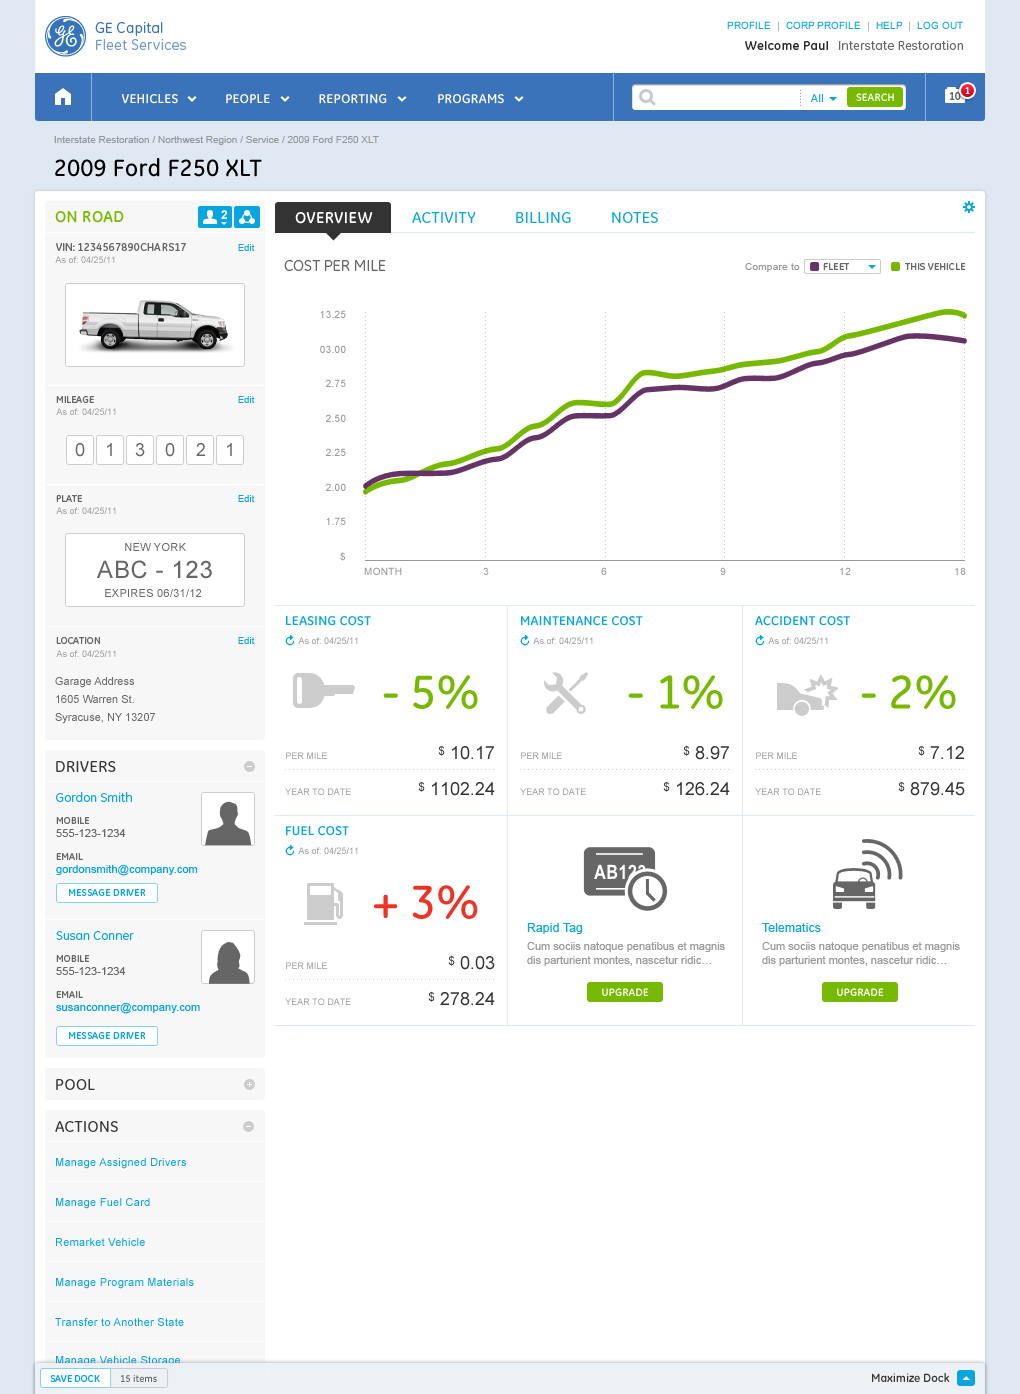 GE Capital
Fleet Services
PROFILE | CORP PROFILE | HELP | LOG OUT
Welcome Paul Interstate Restoration
VEHICLES PEOPLE REPORTING PROGRAMS
All SEARCH
10 1
Interstate Restoration / Northwest Region / Service / 2009 Ford F250 XLT
2009 Ford F250 XLT
ON ROAD
2
VIN: 1234567890CHARS17
Edit
As of: 04/25/11
MILEAGE
Edit
As of: 04/25/11
0 1 3 0 2 1
PLATE
Edit
As of: 04/25/11
NEW YORK
ABC - 123
EXPIRES 06/31/12
LOCATION
Edit
As of: 04/25/11
Garage Address
1605 Warren St.
Syracuse, NY 13207
DRIVERS
Gordon Smith
MOBILE
555-123-1234
EMAIL
gordonsmith@company.com
MESSAGE DRIVER
Susan Conner
MOBILE
555-123-1234
EMAIL
susanconner@company.com
MESSAGE DRIVER
POOL
ACTIONS
Manage Assigned Drivers
Manage Fuel Card
Remarket Vehicle
Manage Program Materials
Transfer to Another State
Manage Vehicle Storage
OVERVIEW ACTIVITY BILLING NOTES
COST PER MILE
Compare to FLEET THIS VEHICLE
13.25
03.00
2.75
2.50
2.25
2.00
1.75
$
MONTH 3 6 9 12 18
LEASING COST
As of: 04/25/11
- 5%
PER MILE $ 10.17
YEAR TO DATE $ 1102.24
MAINTENANCE COST
As of: 04/25/11
- 1%
PER MILE $ 8.97
YEAR TO DATE $ 126.24
ACCIDENT COST
As of: 04/25/11
- 2%
PER MILE $ 7.12
YEAR TO DATE $ 879.45
FUEL COST
As of: 04/25/11
+ 3%
PER MILE $ 0.03
YEAR TO DATE $ 278.24
AB123
Rapid Tag
Cum sociis natoque penatibus et magnis
dis parturient montes, nascetur ridic...
UPGRADE
Telematics
Cum sociis natoque penatibus et magnis
dis parturient montes, nascetur ridic...
UPGRADE
SAVE DOCK 15 items
Maximize Dock